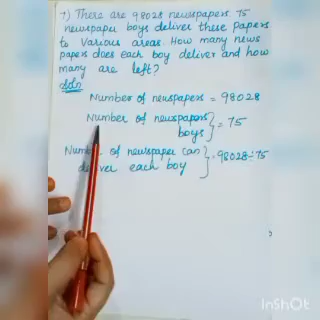 7) There are 98028 newspapers 75
newspaper boys deliver these papers
to various areas. How many news
papers does each boy deliver and how
many are left?
Soln
Number of newspapers = 98028
Number of newspapers boys } = 75
Number of newspaper can deliver each boy } = 98028÷75
InShOt